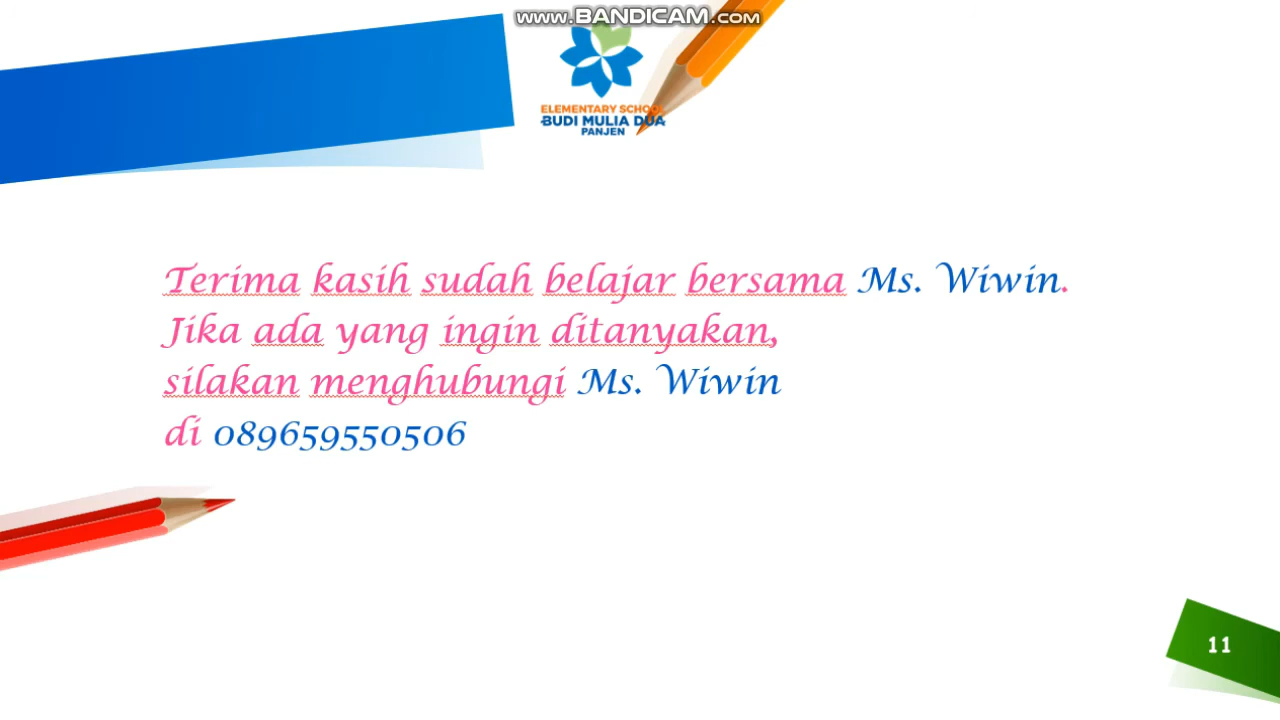 www.BANDICAM.com
ELEMENTARY SCHOOL
BUDI MULIA DUA
PANJEN
Terima kasih sudah belajar bersama Ms. Wiwin.
Jika ada yang ingin ditanyakan,
silakan menghubungi Ms. Wiwin
di 089659550506
11